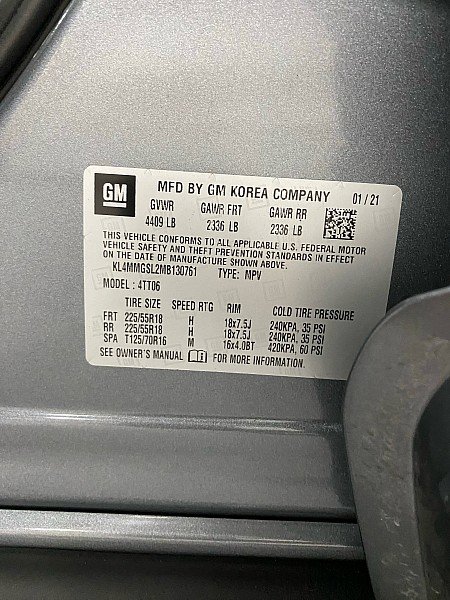 GM
MFD BY GM KOREA COMPANY 01 / 21
GVWR GAWR FRT GAWR RR
4409 LB 2336 LB 2336 LB
THIS VEHICLE CONFORMS TO ALL APPLICABLE U.S. FEDERAL MOTOR
VEHICLE SAFETY AND THEFT PREVENTION STANDARDS IN EFFECT
ON THE DATE OF MANUFACTURE SHOWN ABOVE.
KL4MMGSL2MB130761 TYPE: MPV
MODEL : 4TT06
TIRE SIZE SPEED RTG RIM COLD TIRE PRESSURE
FRT 225/55R18 H 18x7.5J 240KPA, 35 PSI
RR 225/55R18 H 18x7.5J 240KPA, 35 PSI
SPA T125/70R16 M 16x4.0BT 420KPA, 60 PSI
SEE OWNER'S MANUAL FOR MORE INFORMATION.